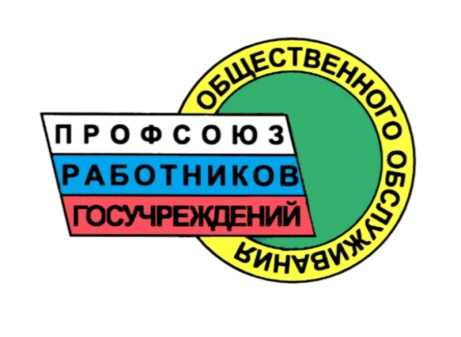 ПРОФСОЮЗ
РАБОТНИКОВ
ГОСУЧРЕЖДЕНИЙ
ОБЩЕСТВЕННОГО ОБСЛУЖИВАНИЯ